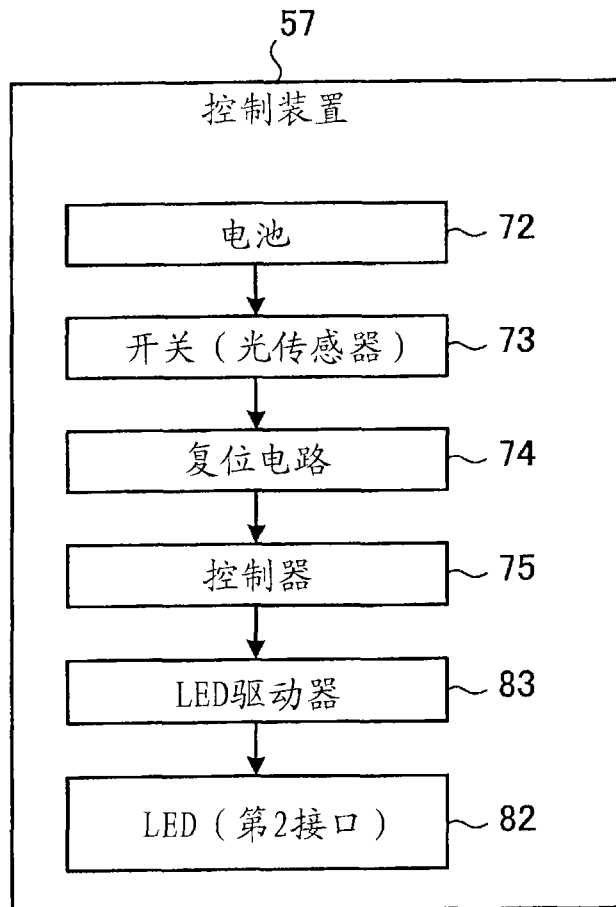 57
控制装置
电池 72
开关（光传感器） 73
复位电路 74
控制器 75
LED驱动器 83
LED（第2接口） 82